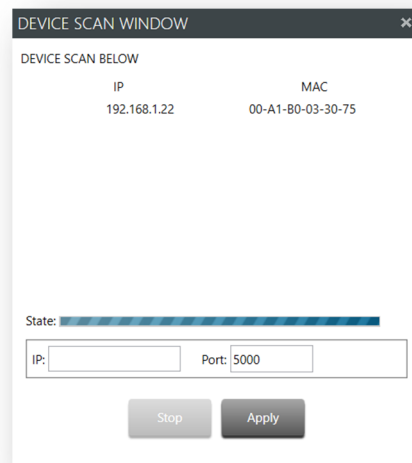 DEVICE SCAN WINDOW ×
DEVICE SCAN BELOW
IP MAC
192.168.1.22 00-A1-B0-03-30-75
State:
IP: Port: 5000
Stop Apply